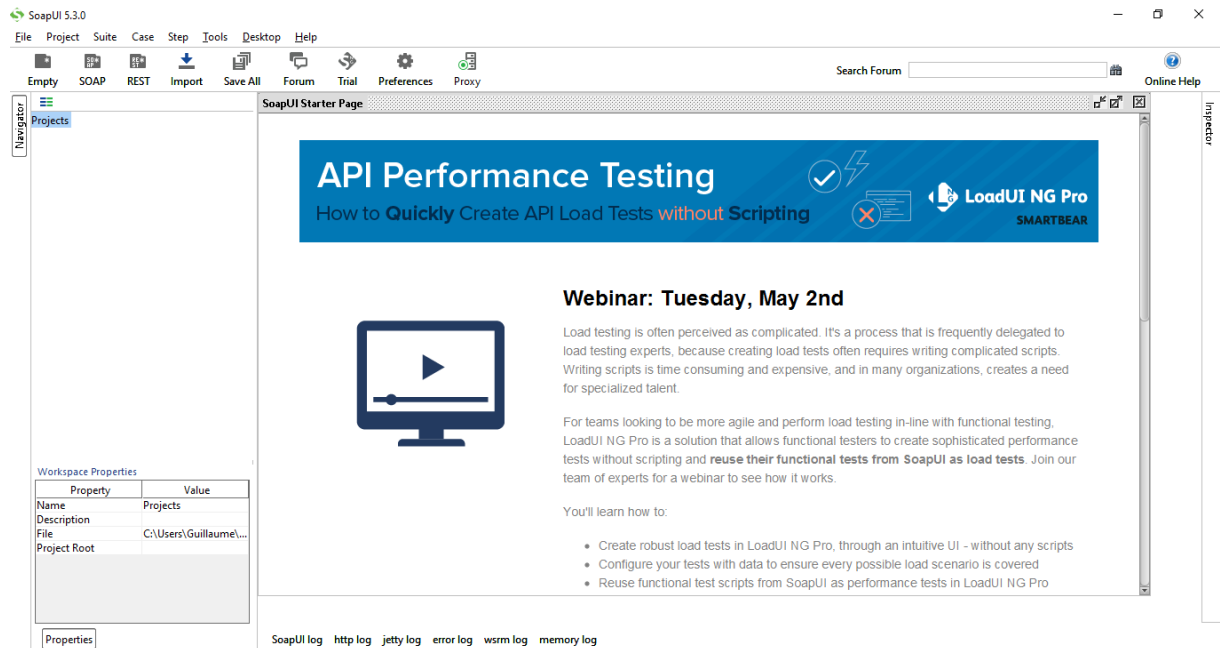 SoapUI 5.3.0
File Project Suite Case Step Tools Desktop Help
Empty SOAP REST Import Save All Forum Trial Preferences Proxy Search Forum Online Help
Navigator
Projects
SoapUI Starter Page
Inspector
API Performance Testing
How to Quickly Create API Load Tests without Scripting
LoadUI NG Pro
SMARTBEAR
Webinar: Tuesday, May 2nd
Load testing is often perceived as complicated. It's a process that is frequently delegated to
load testing experts, because creating load tests often requires writing complicated scripts.
Writing scripts is time consuming and expensive, and in many organizations, creates a need
for specialized talent.
For teams looking to be more agile and perform load testing in-line with functional testing,
LoadUI NG Pro is a solution that allows functional testers to create sophisticated performance
tests without scripting and reuse their functional tests from SoapUI as load tests. Join our
team of experts for a webinar to see how it works.
You'll learn how to:
Create robust load tests in LoadUI NG Pro, through an intuitive UI - without any scripts
Configure your tests with data to ensure every possible load scenario is covered
Reuse functional test scripts from SoapUI as performance tests in LoadUI NG Pro
Workspace Properties
Property Value
Name Projects
Description
File C:\Users\Guillaume\...
Project Root
Properties
SoapUI log http log jetty log error log wsrm log memory log